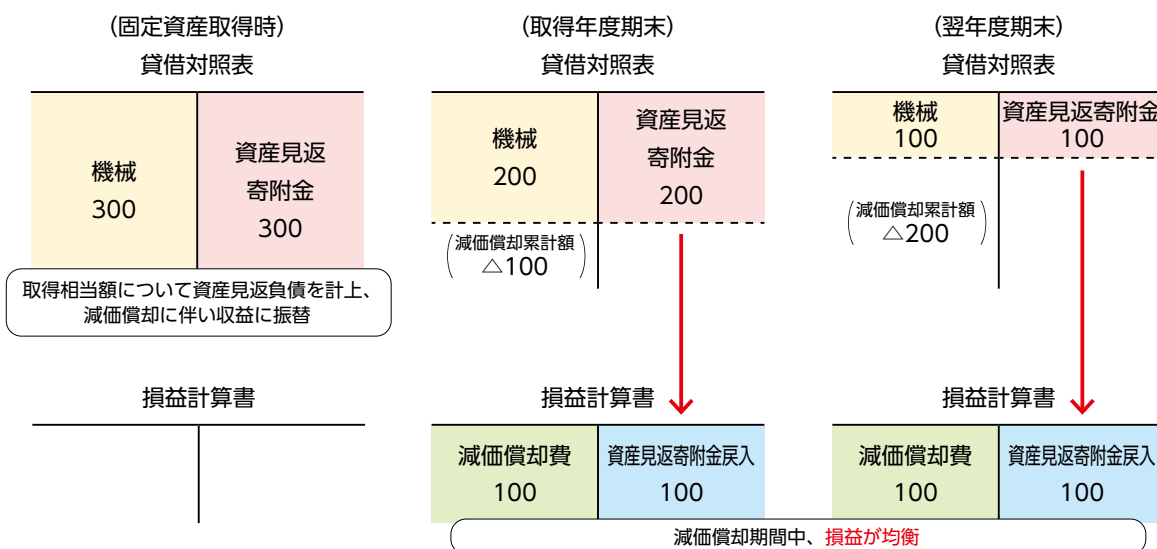 （固定資産取得時）
貸借対照表
機械
300
資産見返
寄附金
300
取得相当額について資産見返負債を計上、
減価償却に伴い収益に振替
損益計算書
（取得年度期末）
貸借対照表
機械
200
資産見返
寄附金
200
（減価償却累計額
△100）
損益計算書
減価償却費
100
資産見返寄附金戻入
100
（翌年度期末）
貸借対照表
機械
100
資産見返寄附金
100
（減価償却累計額
△200）
損益計算書
減価償却費
100
資産見返寄附金戻入
100
減価償却期間中、損益が均衡